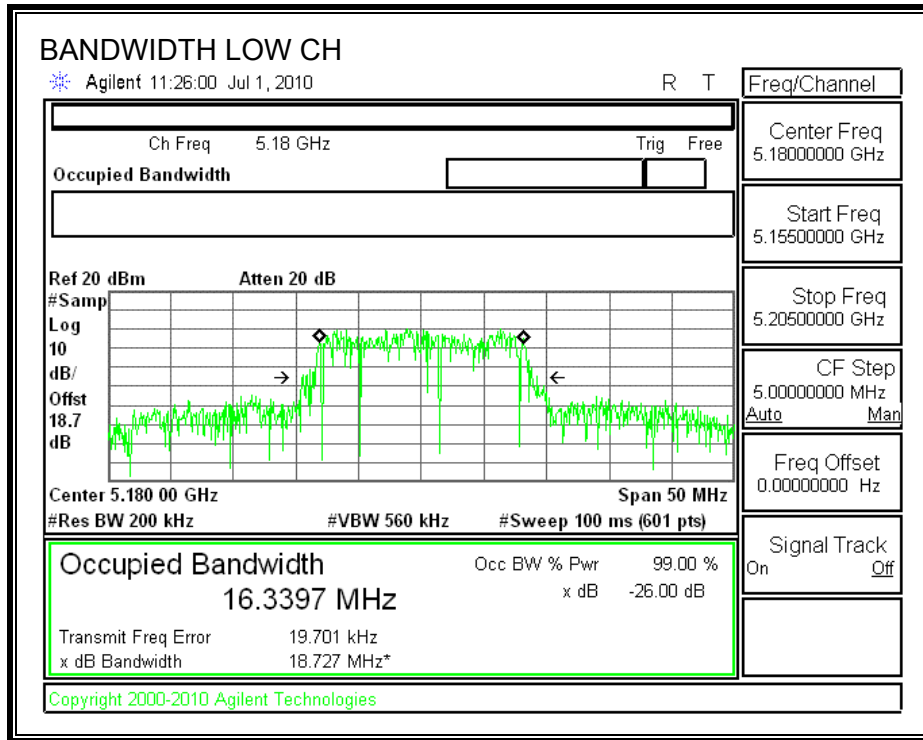 BANDWIDTH LOW CH
Agilent 11:26:00 Jul 1, 2010 R T
Freq/Channel
Ch Freq 5.18 GHz Trig Free
Occupied Bandwidth
Center Freq
5.18000000 GHz
Start Freq
5.15500000 GHz
Stop Freq
5.20500000 GHz
CF Step
5.00000000 MHz
Auto Man
Freq Offset
0.00000000 Hz
Signal Track
On Off
Ref 20 dBm Atten 20 dB
#Samp
Log
10
dB/
Offst
18.7
dB
Center 5.180 00 GHz Span 50 MHz
#Res BW 200 kHz #VBW 560 kHz #Sweep 100 ms (601 pts)
Occupied Bandwidth Occ BW % Pwr 99.00 %
16.3397 MHz x dB -26.00 dB
Transmit Freq Error 19.701 kHz
x dB Bandwidth 18.727 MHz*
Copyright 2000-2010 Agilent Technologies